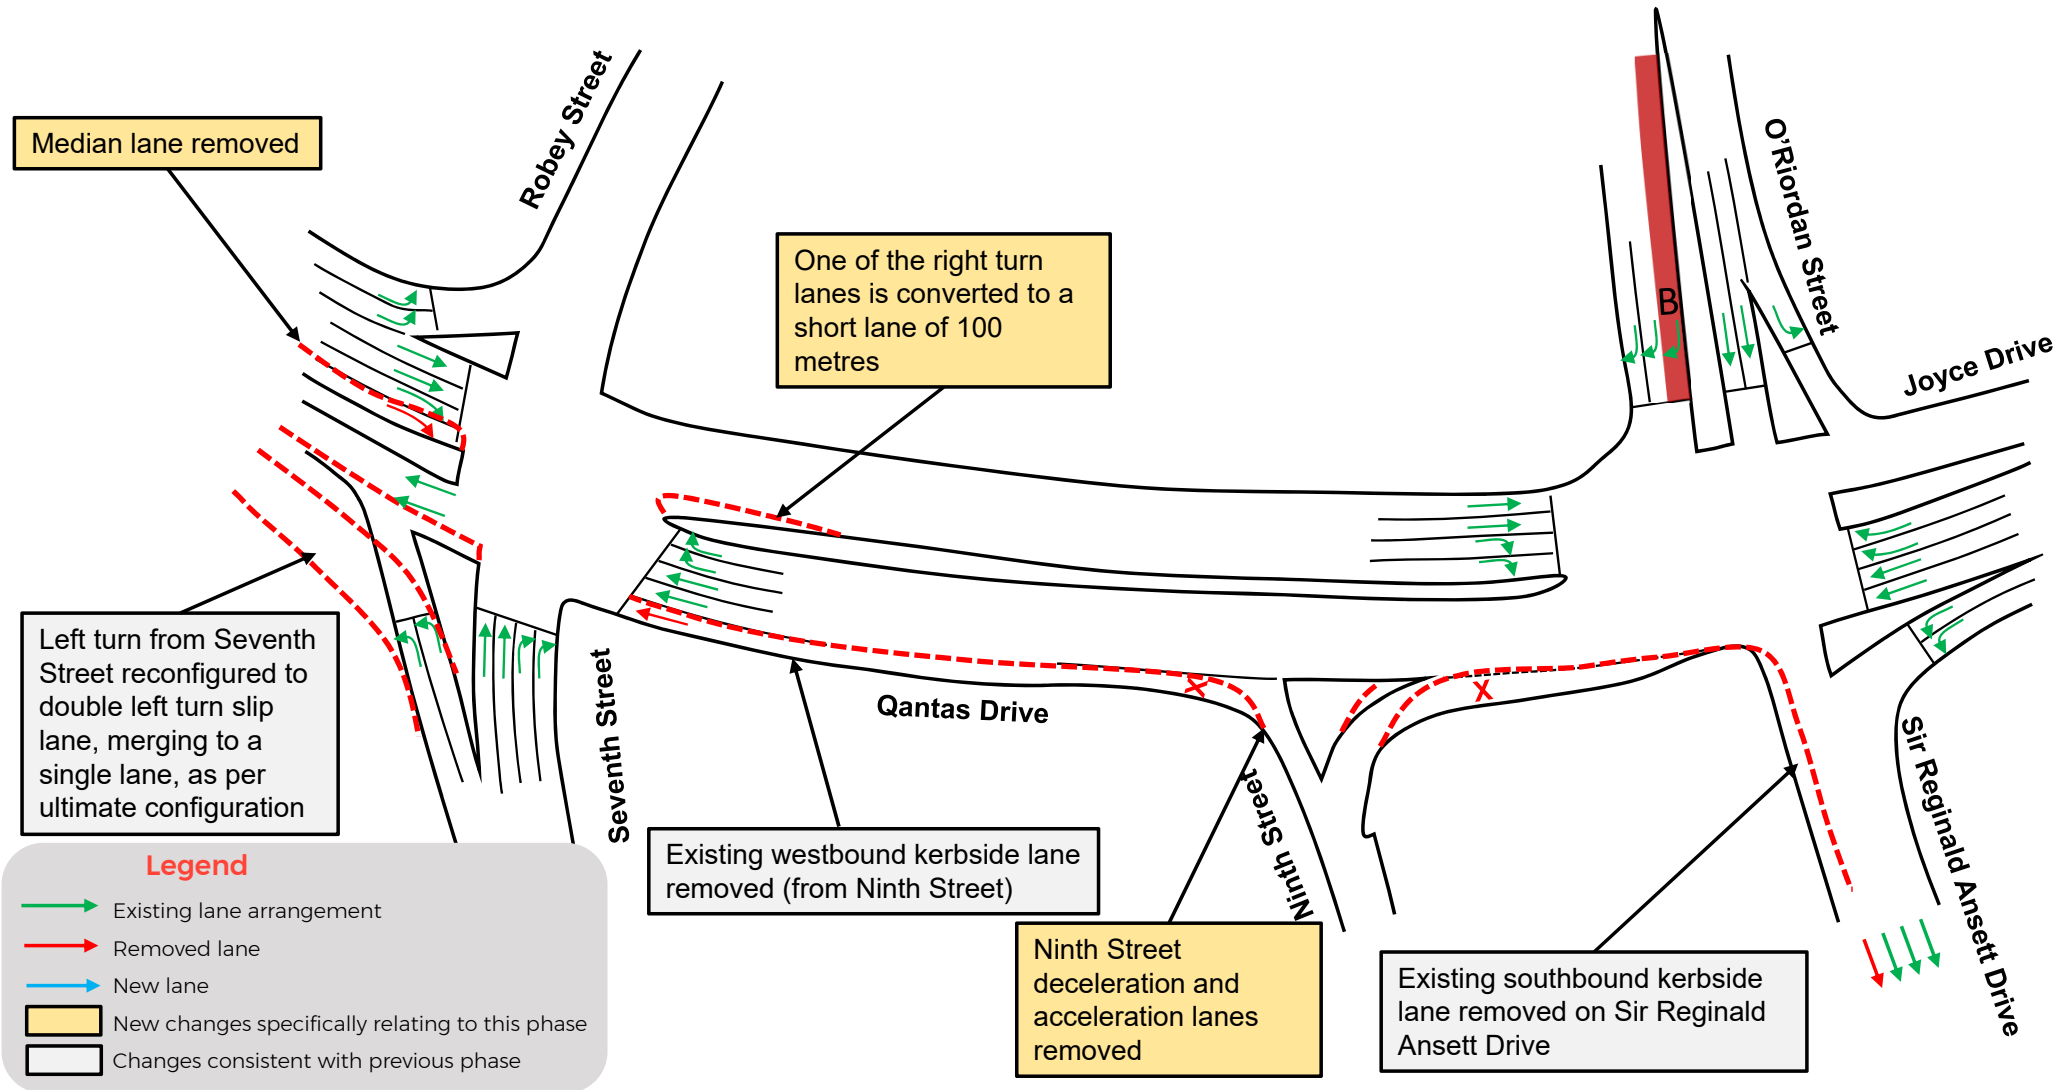 Robey Street
Median lane removed
O'Riordan Street
One of the right turn
lanes is converted to a
short lane of 100
metres
B
Joyce Drive
Left turn from Seventh
Street reconfigured to
double left turn slip
lane, merging to a
single lane, as per
ultimate configuration
Seventh Street
Qantas Drive
X
X
Ninth Street
Sir Reginald Ansett Drive
Existing westbound kerbside lane
removed (from Ninth Street)
Ninth Street
deceleration and
acceleration lanes
removed
Existing southbound kerbside
lane removed on Sir Reginald
Ansett Drive
Legend
Existing lane arrangement
Removed lane
New lane
New changes specifically relating to this phase
Changes consistent with previous phase